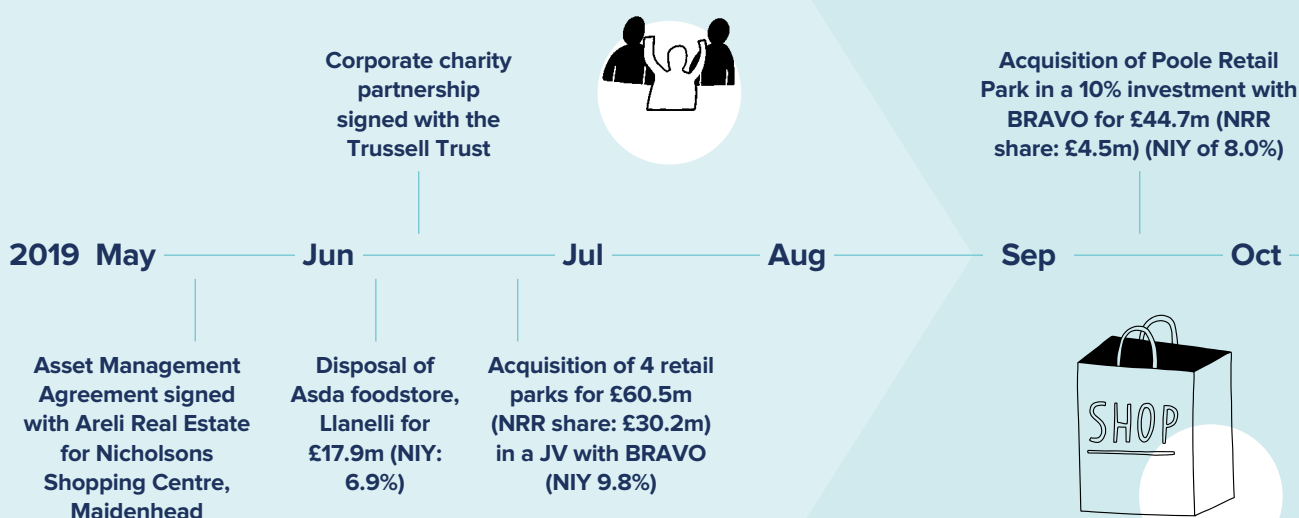 Corporate charity
partnership
signed with the
Trussell Trust
Acquisition of Poole Retail
Park in a 10% investment with
BRAVO for £44.7m (NRR
share: £4.5m) (NIY of 8.0%)
2019 May Jun Jul Aug Sep Oct
Asset Management
Agreement signed
with Areli Real Estate
for Nicholsons
Shopping Centre,
Maidenhead
Disposal of
Asda foodstore,
Llanelli for
£17.9m (NIY:
6.9%)
Acquisition of 4 retail
parks for £60.5m
(NRR share: £30.2m)
in a JV with BRAVO
(NIY 9.8%)
SHOP